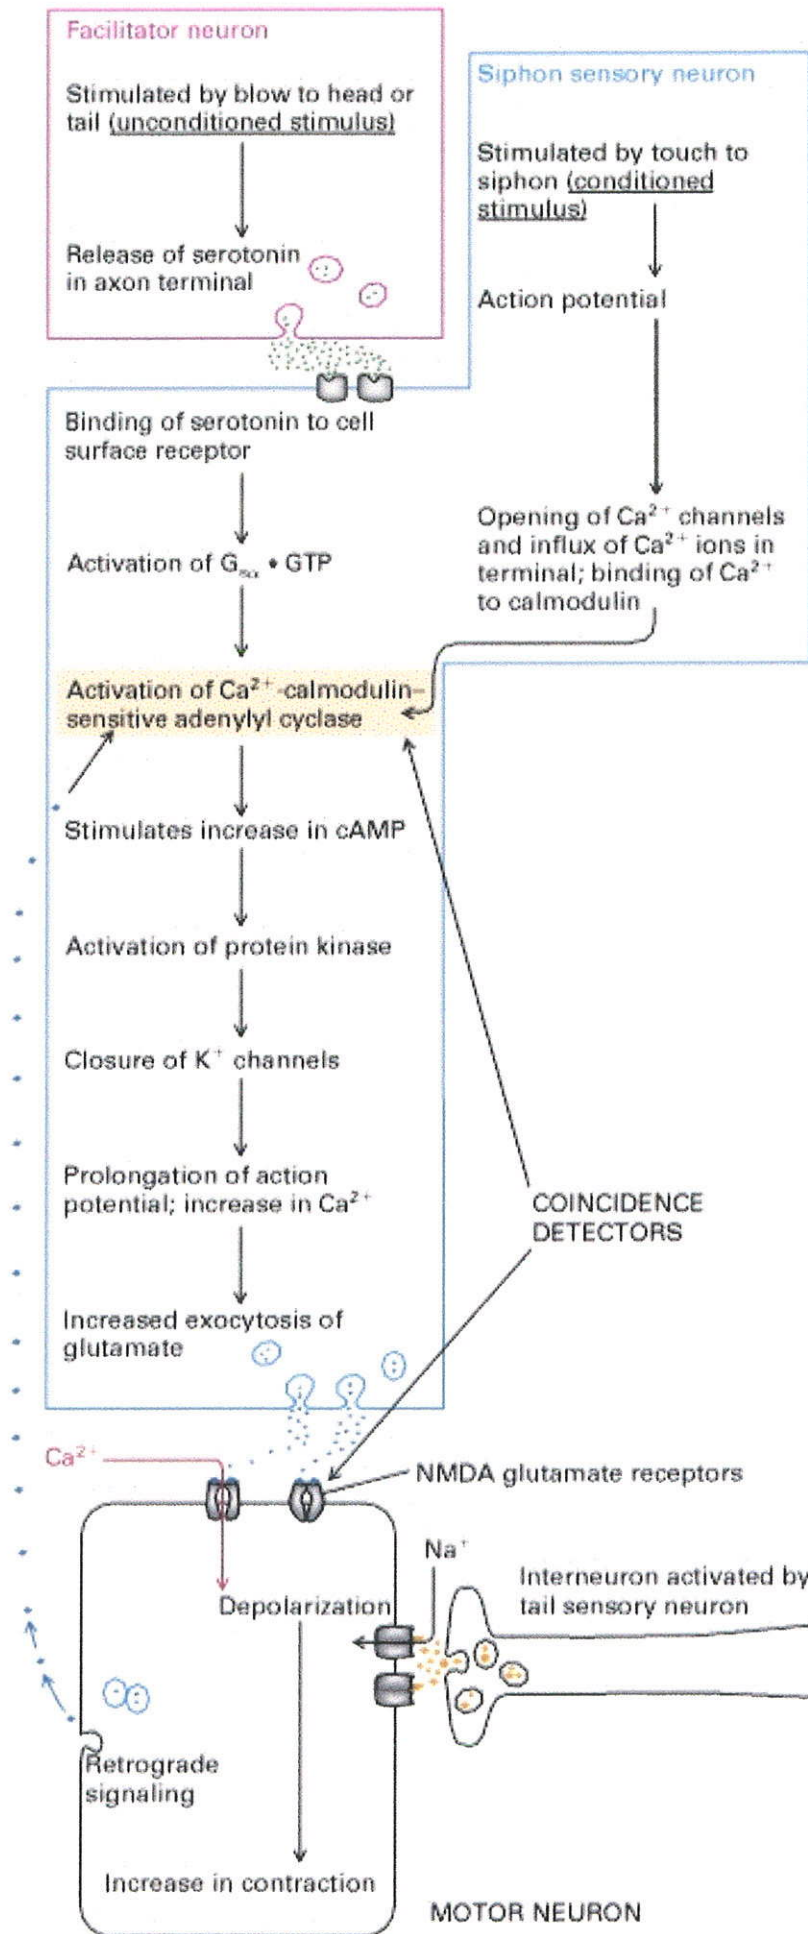 Facilitator neuron
Stimulated by blow to head or
tail (unconditioned stimulus)
Release of serotonin
in axon terminal
Siphon sensory neuron
Stimulated by touch to
siphon (conditioned
stimulus)
Action potential
Opening of Ca²⁺ channels
and influx of Ca²⁺ ions in
terminal; binding of Ca²⁺
to calmodulin
Binding of serotonin to cell
surface receptor
Activation of Gsα • GTP
Activation of Ca²⁺-calmodulin–
sensitive adenylyl cyclase
Stimulates increase in cAMP
Activation of protein kinase
Closure of K⁺ channels
Prolongation of action
potential; increase in Ca²⁺
Increased exocytosis of
glutamate
COINCIDENCE
DETECTORS
Ca²⁺
NMDA glutamate receptors
Na⁺
Interneuron activated by
tail sensory neuron
Depolarization
Retrograde
signaling
Increase in contraction
MOTOR NEURON